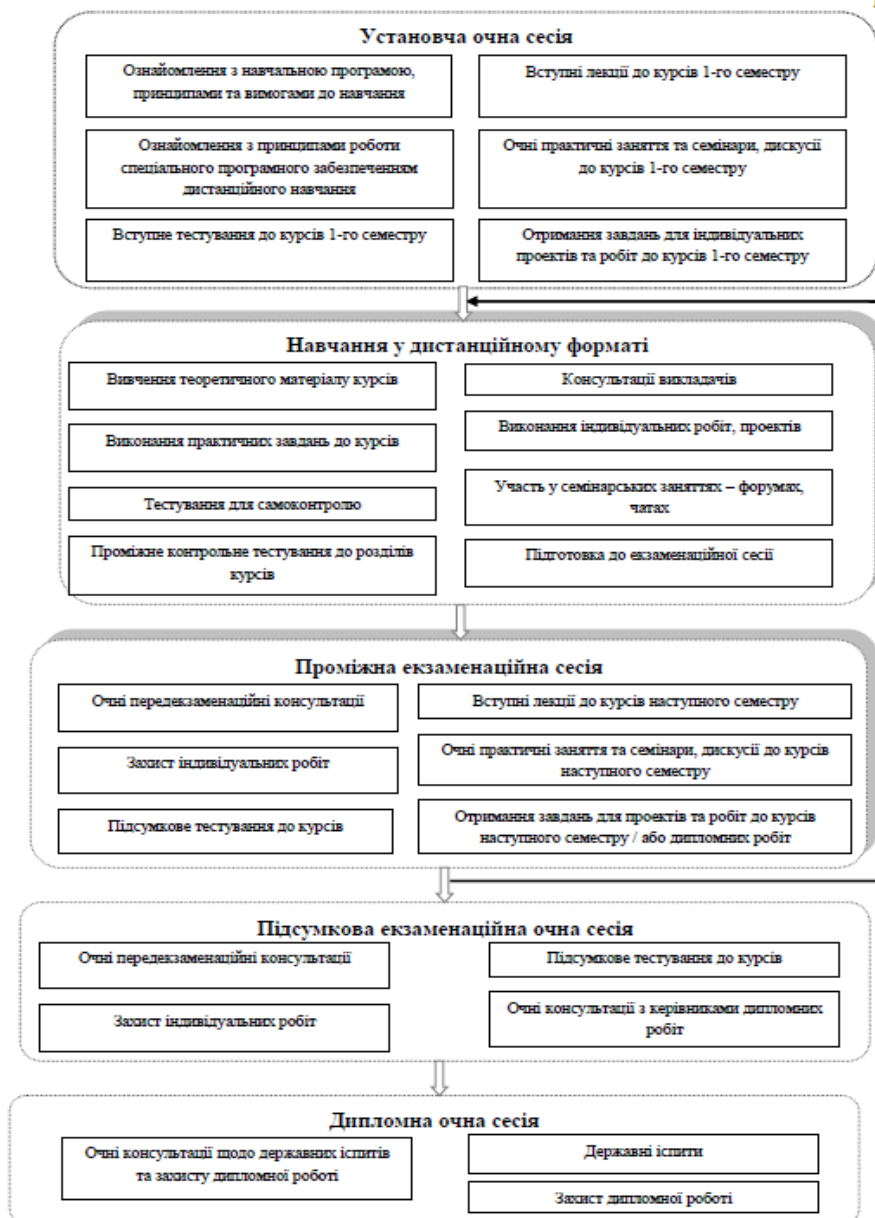 Установча очна сесія
Ознайомлення з навчальною програмою,
принципами та вимогами до навчання
Вступні лекції до курсів 1-го семестру
Ознайомлення з принципами роботи
спеціального програмного забезпеченням
дистанційного навчання
Очні практичні заняття та семінари, дискусії
до курсів 1-го семестру
Вступне тестування до курсів 1-го семестру
Отримання завдань для індивідуальних
проектів та робіт до курсів 1-го семестру
Навчання у дистанційному форматі
Вивчення теоретичного матеріалу курсів
Консультації викладачів
Виконання практичних завдань до курсів
Виконання індивідуальних робіт, проектів
Тестування для самоконтролю
Участь у семінарських заняттях – форумах,
чатах
Проміжне контрольне тестування до розділів
курсів
Підготовка до екзаменаційної сесії
Проміжна екзаменаційна сесія
Очні передекзаменаційні консультації
Вступні лекції до курсів наступного семестру
Захист індивідуальних робіт
Очні практичні заняття та семінари, дискусії до курсів
наступного семестру
Підсумкове тестування до курсів
Отримання завдань для проектів та робіт до курсів
наступного семестру / або дипломних робіт
Підсумкова екзаменаційна очна сесія
Очні передекзаменаційні консультації
Підсумкове тестування до курсів
Захист індивідуальних робіт
Очні консультації з керівниками дипломних
робіт
Дипломна очна сесія
Очні консультації щодо державних іспитів
та захисту дипломної роботі
Державні іспити
Захист дипломної роботі